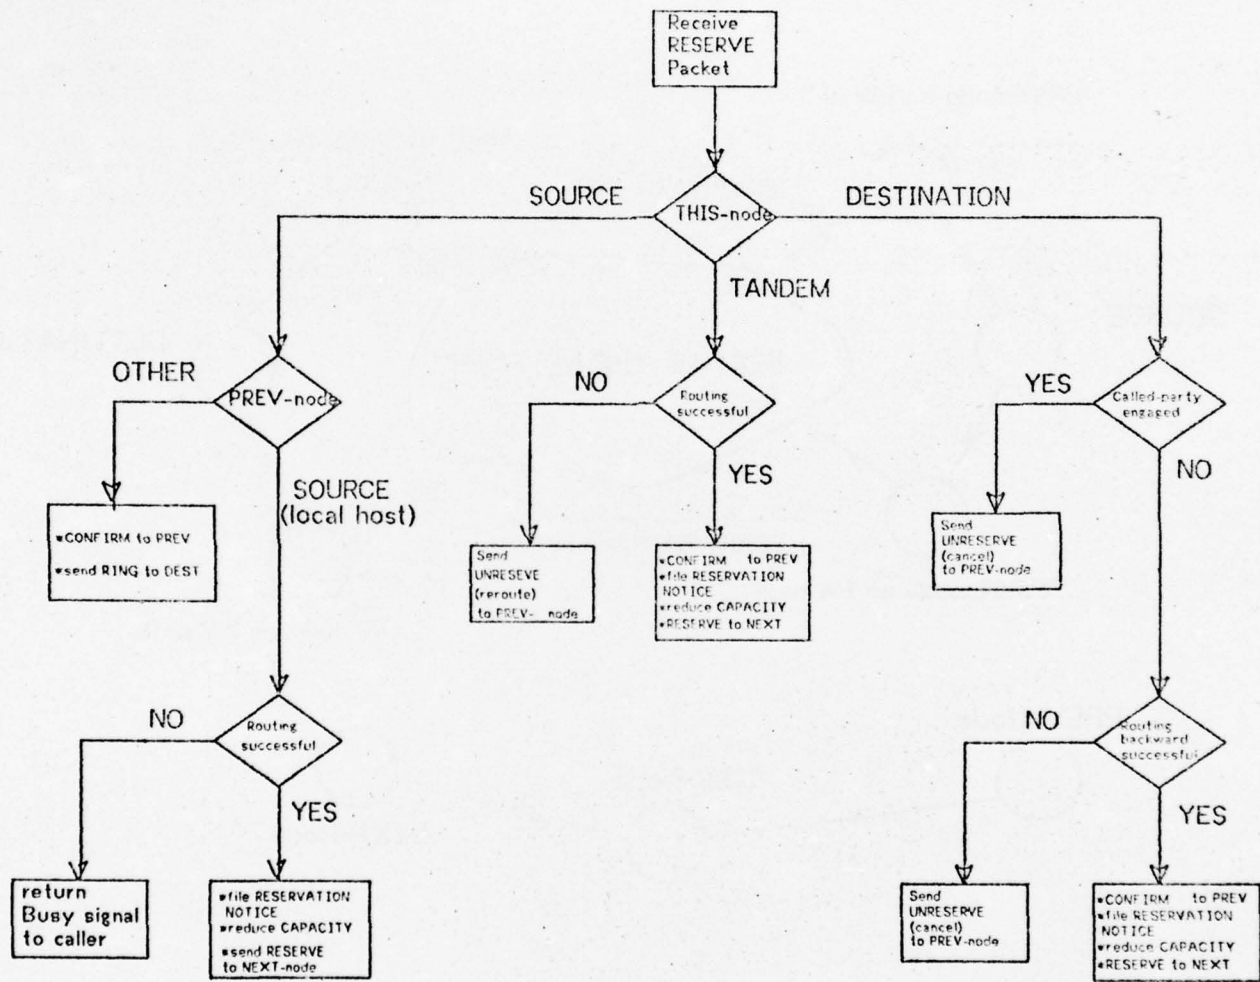 Receive
RESERVE
Packet
SOURCE
THIS-node
DESTINATION
TANDEM
OTHER
PREV-node
NO
Routing
successful
YES
Called-party
engaged
SOURCE
(local host)
YES
NO
*CONFIRM to PREV
*send RING to DEST
Send
UNRESEVE
(reroute)
to PREV- node
*CONFIRM to PREV
*file RESERVATION
NOTICE
*reduce CAPACITY
*RESERVE to NEXT
Send
UNRESERVE
(cancel)
to PREV-node
NO
Routing
successful
YES
NO
Routing
backward
successful
YES
return
Busy signal
to caller
*file RESERVATION
NOTICE
*reduce CAPACITY
*send RESERVE
to NEXT-node
Send
UNRESERVE
(cancel)
to PREV-node
*CONFIRM to PREV
*file RESERVATION
NOTICE
*reduce CAPACITY
*RESERVE to NEXT